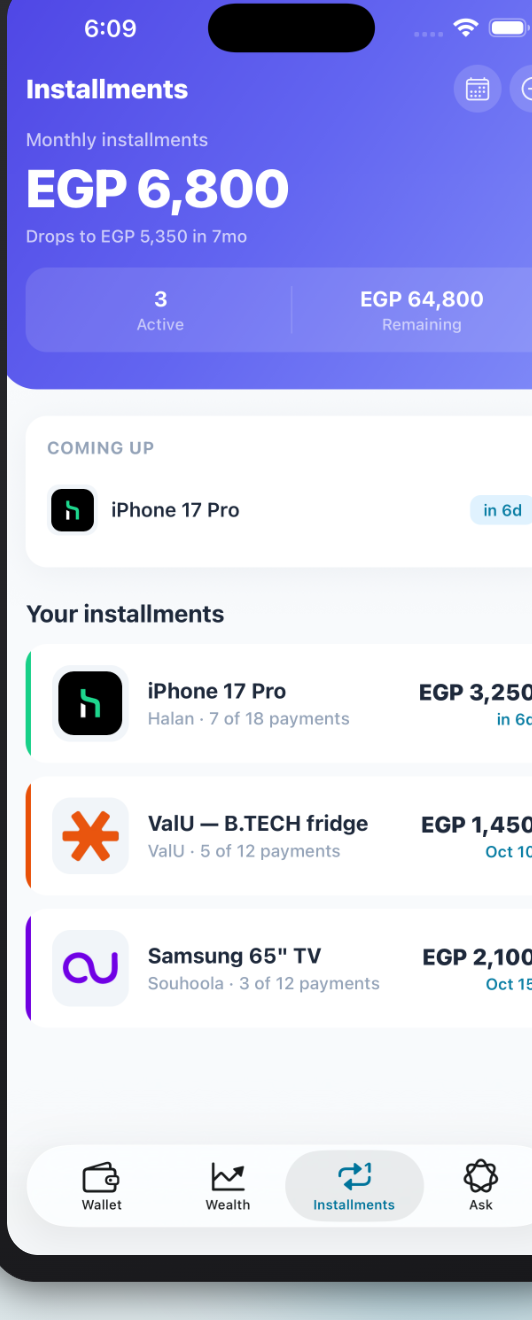 6:09
Installments
Monthly installments
EGP 6,800
Drops to EGP 5,350 in 7mo
3
Active
EGP 64,800
Remaining
COMING UP
iPhone 17 Pro
in 6d
Your installments
iPhone 17 Pro
EGP 3,250
Halan · 7 of 18 payments
in 6d
ValU — B.TECH fridge
EGP 1,450
ValU · 5 of 12 payments
Oct 10
Samsung 65" TV
EGP 2,100
Souhoola · 3 of 12 payments
Oct 15
Wallet
Wealth
1
Installments
Ask